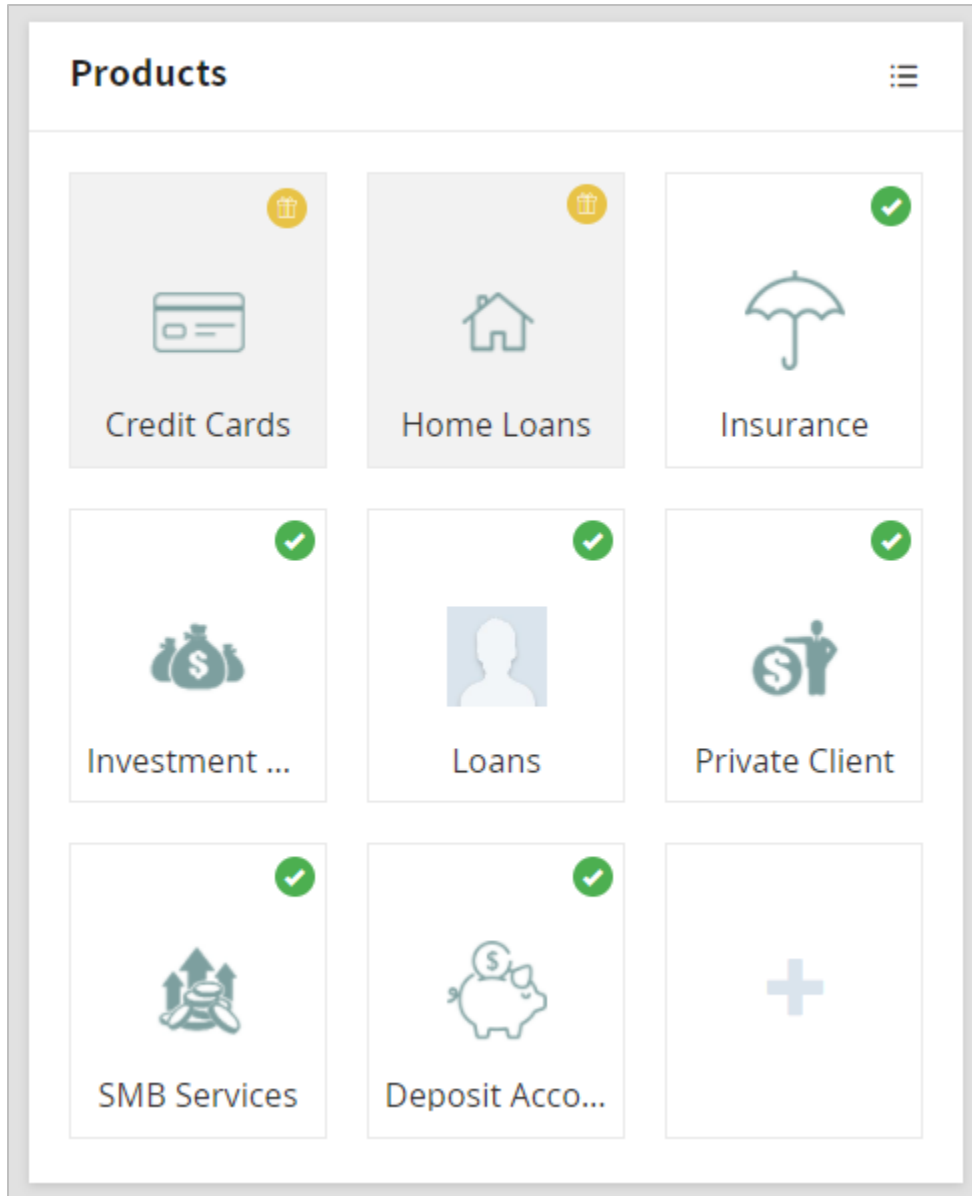 Products
Credit Cards
Home Loans
Insurance
Investment ...
Loans
Private Client
SMB Services
Deposit Acco...